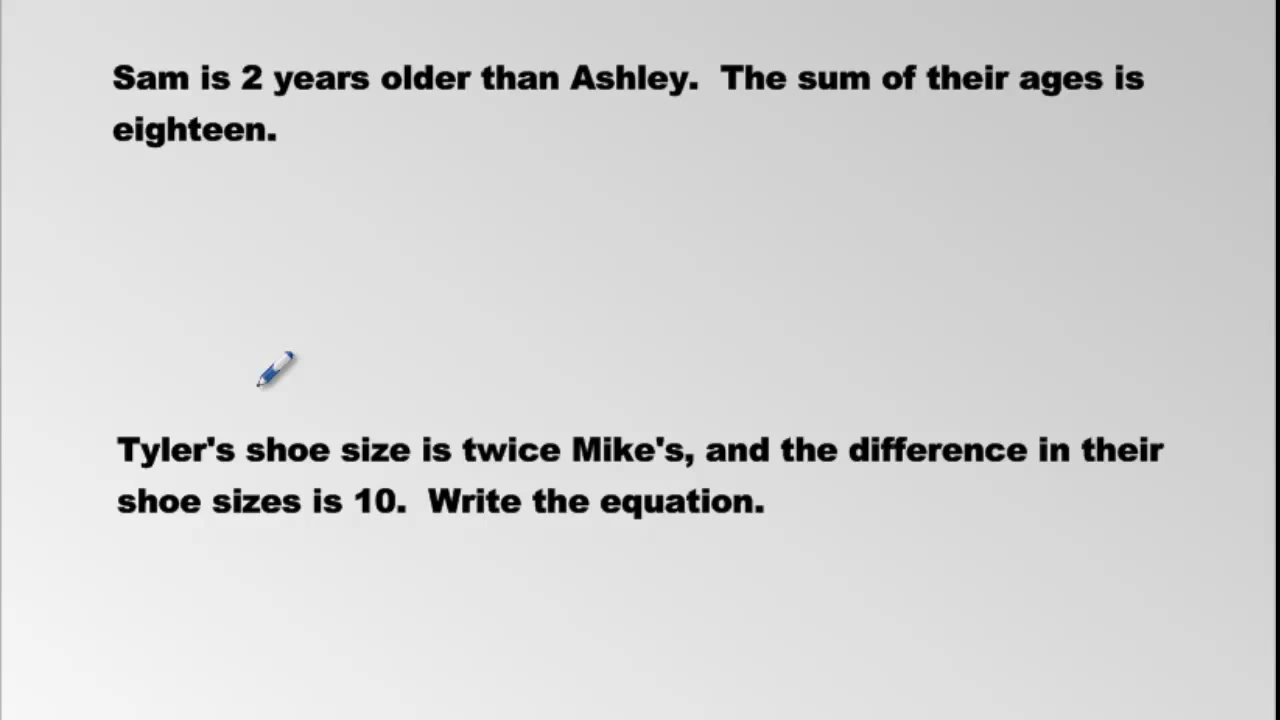 Sam is 2 years older than Ashley.  The sum of their ages is
eighteen.
Tyler's shoe size is twice Mike's, and the difference in their
shoe sizes is 10.  Write the equation.